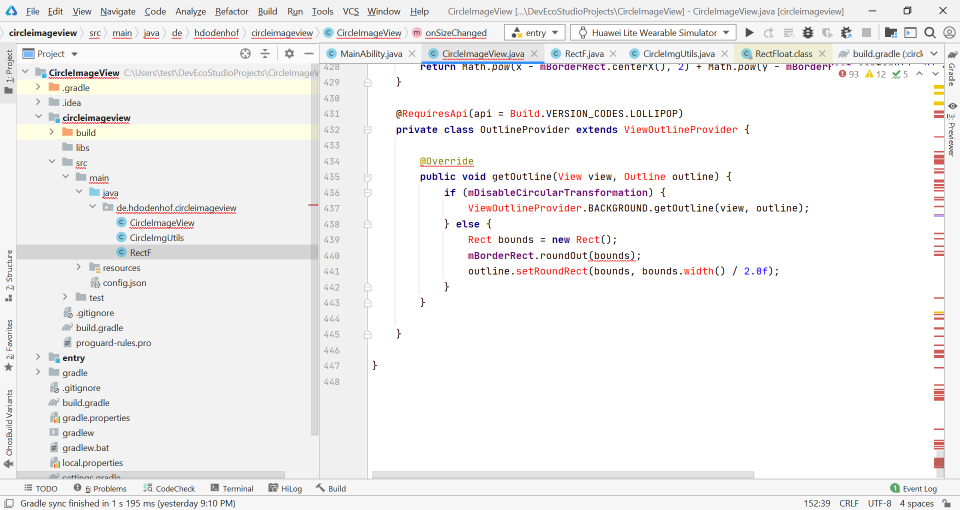 File Edit View Navigate Code Analyze Refactor Build Run Tools VCS Window Help CircleImageView [...\DevEcoStudioProjects\CircleImageView] - CircleImageView.java [circleimageview]
circleimageview src main java de hdodenhof circleimageview CircleImageView onSizeChanged entry Huawei Lite Wearable Simulator
Project
MainAbility.java CircleImageView.java RectF.java CircleImgUtils.java RectFloat.class build.gradle (:circle
CircleImageView C:\Users\test\DevEcoStudioProjects\CircleImageV
.gradle
.idea
circleimageview
build
libs
src
main
java
de.hdodenhof.circleimageview
CircleImageView
CircleImgUtils
RectF
resources
config.json
test
.gitignore
build.gradle
proguard-rules.pro
entry
gradle
.gitignore
build.gradle
gradle.properties
gradlew
gradlew.bat
local.properties
settings.gradle
1: Project
7: Structure
2: Favorites
OhosBuild Variants
93 12 5
428 return Math.pow(x - mBorderRect.centerX(), 2) + Math.pow(y - mBorderRect
429 }
430
431 @RequiresApi(api = Build.VERSION_CODES.LOLLIPOP)
432 private class OutlineProvider extends ViewOutlineProvider {
433
434 @Override
435 public void getOutline(View view, Outline outline) {
436 if (mDisableCircularTransformation) {
437 ViewOutlineProvider.BACKGROUND.getOutline(view, outline);
438 } else {
439 Rect bounds = new Rect();
440 mBorderRect.roundOut(bounds);
441 outline.setRoundRect(bounds, bounds.width() / 2.0f);
442 }
443 }
444
445 }
446
447 }
448
Gradle
3: Previewer
TODO 6: Problems CodeCheck Terminal HiLog Build 1 Event Log
Gradle sync finished in 1 s 195 ms (yesterday 9:10 PM) 152:39 CRLF UTF-8 4 spaces